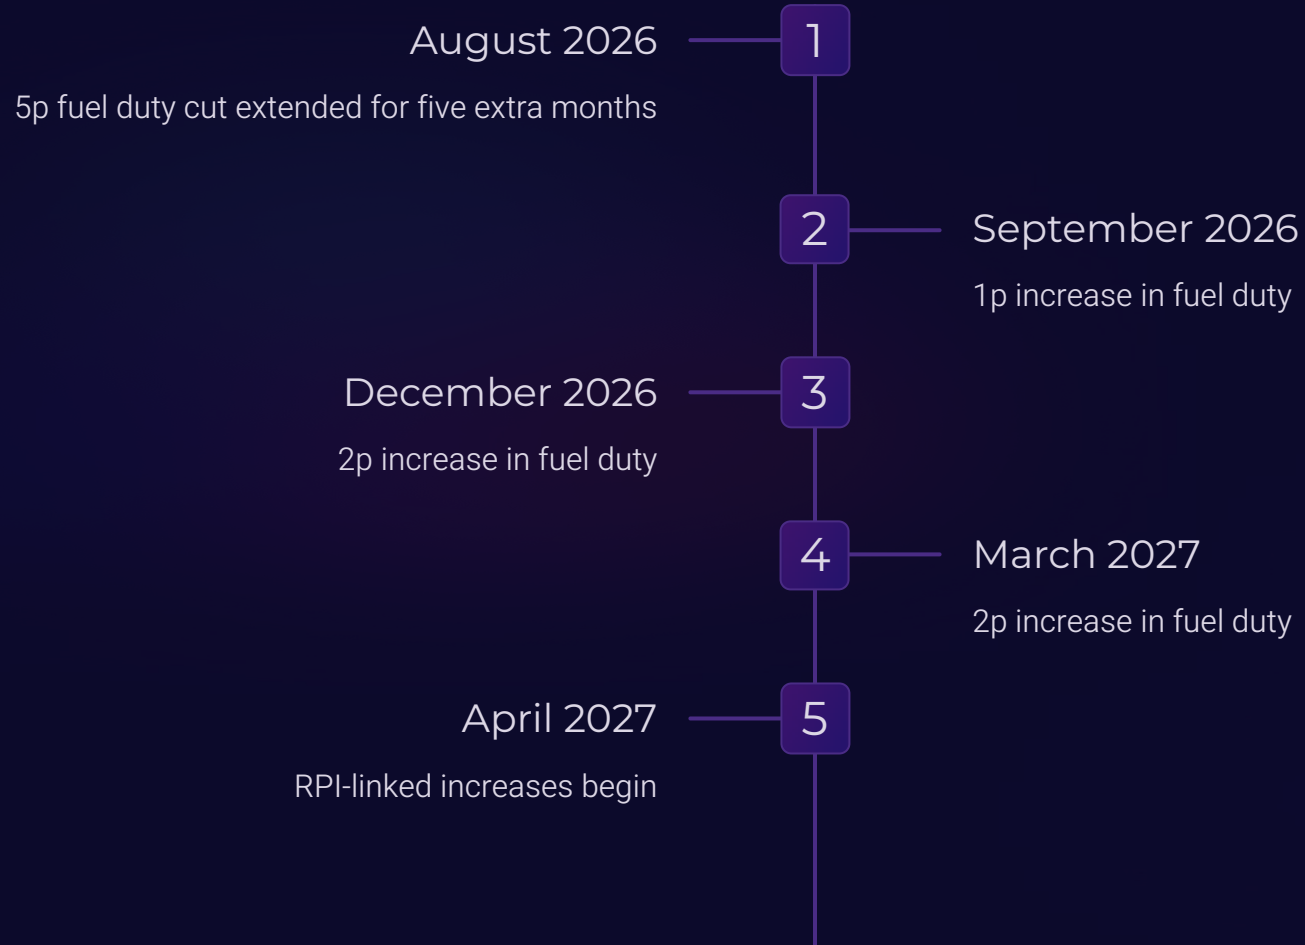 August 2026
1
5p fuel duty cut extended for five extra months
2
September 2026
1p increase in fuel duty
December 2026
3
2p increase in fuel duty
4
March 2027
2p increase in fuel duty
April 2027
5
RPI-linked increases begin